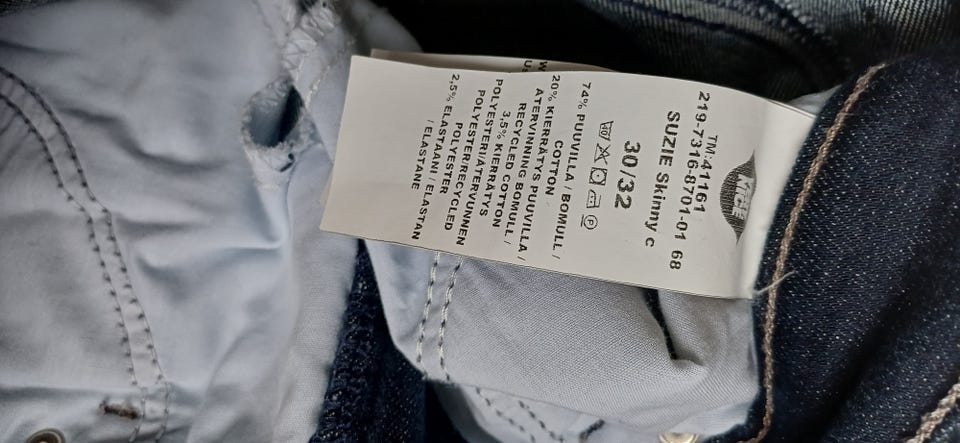 VICE
TM:41161
219-7316-8701-01 68
SUZIE Skinny c
30/32
74% PUUVILLA / BOMULL /
COTTON
20% KIERRÄTYS PUUVILLA /
ÅTERVINNING BOMULL /
RECYCLED COTTON
3,5% KIERRÄTYS
POLYESTERI/ÅTERVUNNEN
POLYESTER/RECYCLED
POLYESTER
2,5% ELASTAANI / ELASTAN
/ ELASTANE